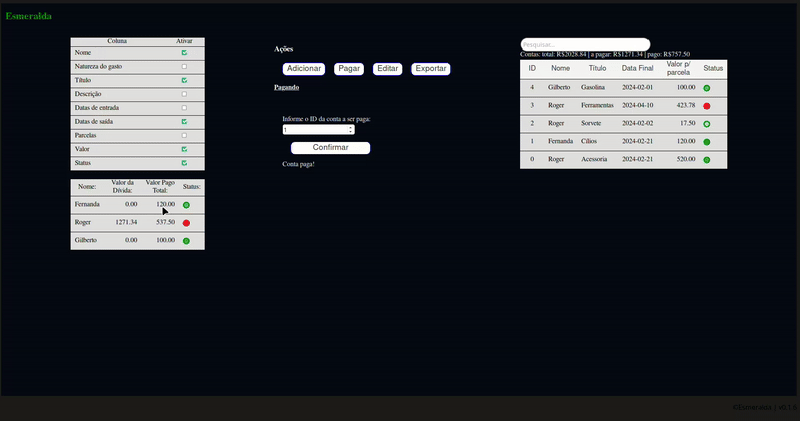 Esmeralda
Coluna Ativar
Nome
Natureza do gasto
Título
Descrição
Datas de entrada
Datas de saída
Parcelas
Valor
Status
Nome: Valor da Dívida: Valor Pago Total: Status:
Fernanda 0.00 120.00
Roger 1271.34 537.50
Gilberto 0.00 100.00
Ações
Adicionar Pagar Editar Exportar
Pagando
Informe o ID da conta a ser paga:
1
Confirmar
Conta paga!
Pesquisar...
Contas: total: R$2028.84 | a pagar: R$1271.34 | pago: R$757.50
ID Nome Título Data Final Valor p/ parcela Status
4 Gilberto Gasolina 2024-02-01 100.00
3 Roger Ferramentas 2024-04-10 423.78
2 Roger Sorvete 2024-02-02 17.50
1 Fernanda Cílios 2024-02-21 120.00
0 Roger Acessoria 2024-02-21 520.00